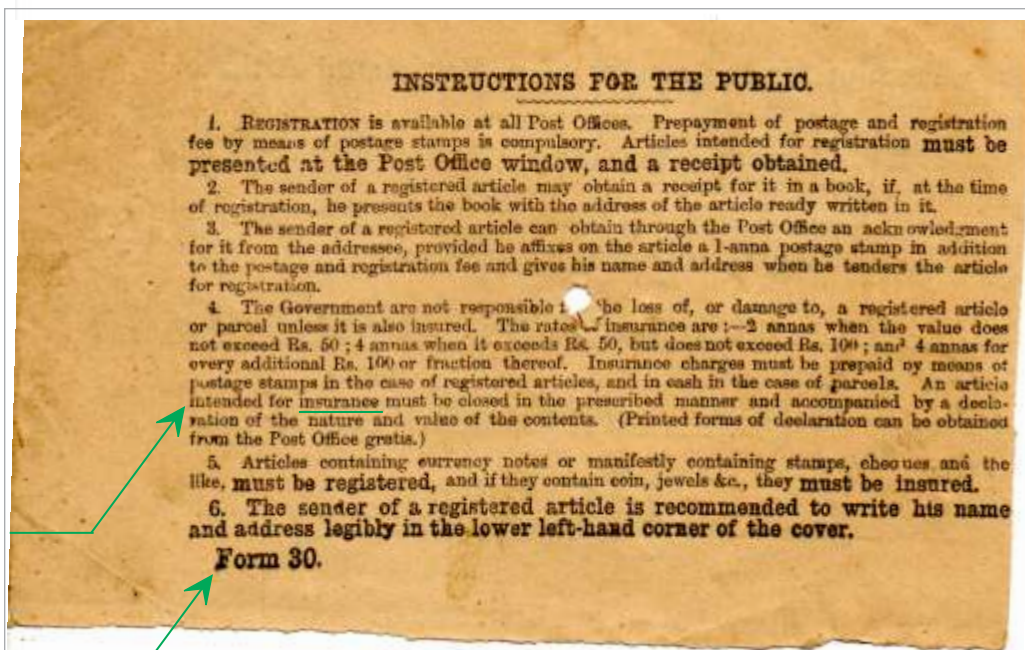 INSTRUCTIONS FOR THE PUBLIC.
1. REGISTRATION is available at all Post Offices. Prepayment of postage and registration
fee by means of postage stamps is compulsory. Articles intended for registration must be
presented at the Post Office window, and a receipt obtained.
2. The sender of a registered article may obtain a receipt for it in a book, if, at the time
of registration, he presents the book with the address of the article ready written in it.
3. The sender of a registered article can obtain through the Post Office an acknowledgment
for it from the addressee, provided he affixes on the article a 1-anna postage stamp in addition
to the postage and registration fee and gives his name and address when he tenders the article
for registration.
4. The Government are not responsible he loss of, or damage to, a registered article
or parcel unless it is also insured. The rates insurance are :—2 annas when the value does
not exceed Rs. 50 ; 4 annas when it exceeds Rs. 50, but does not exceed Rs. 100 ; and 4 annas for
every additional Rs. 100 or fraction thereof. Insurance charges must be prepaid by means of
postage stamps in the case of registered articles, and in cash in the case of parcels. An article
intended for insurance must be closed in the prescribed manner and accompanied by a decla-
ration of the nature and value of the contents. (Printed forms of declaration can be obtained
from the Post Office gratis.)
5. Articles containing currency notes or manifestly containing stamps, cheques and the
like, must be registered, and if they contain coin, jewels &c., they must be insured.
6. The sender of a registered article is recommended to write his name
and address legibly in the lower left-hand corner of the cover.
Form 30.